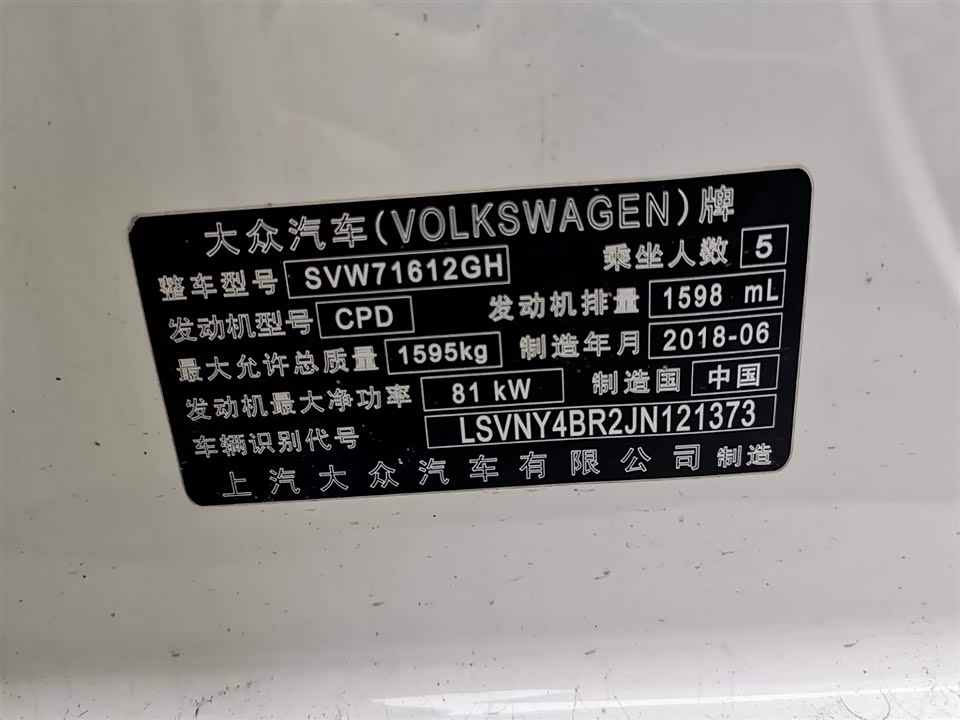 大众汽车(VOLKSWAGEN)牌
整车型号 SVW71612GH 乘坐人数 5
发动机型号 CPD 发动机排量 1598 mL
最大允许总质量 1595kg 制造年月 2018-06
发动机最大净功率 81 kW 制造国 中国
车辆识别代号 LSVNY4BR2JN121373
上汽大众汽车有限公司 制造